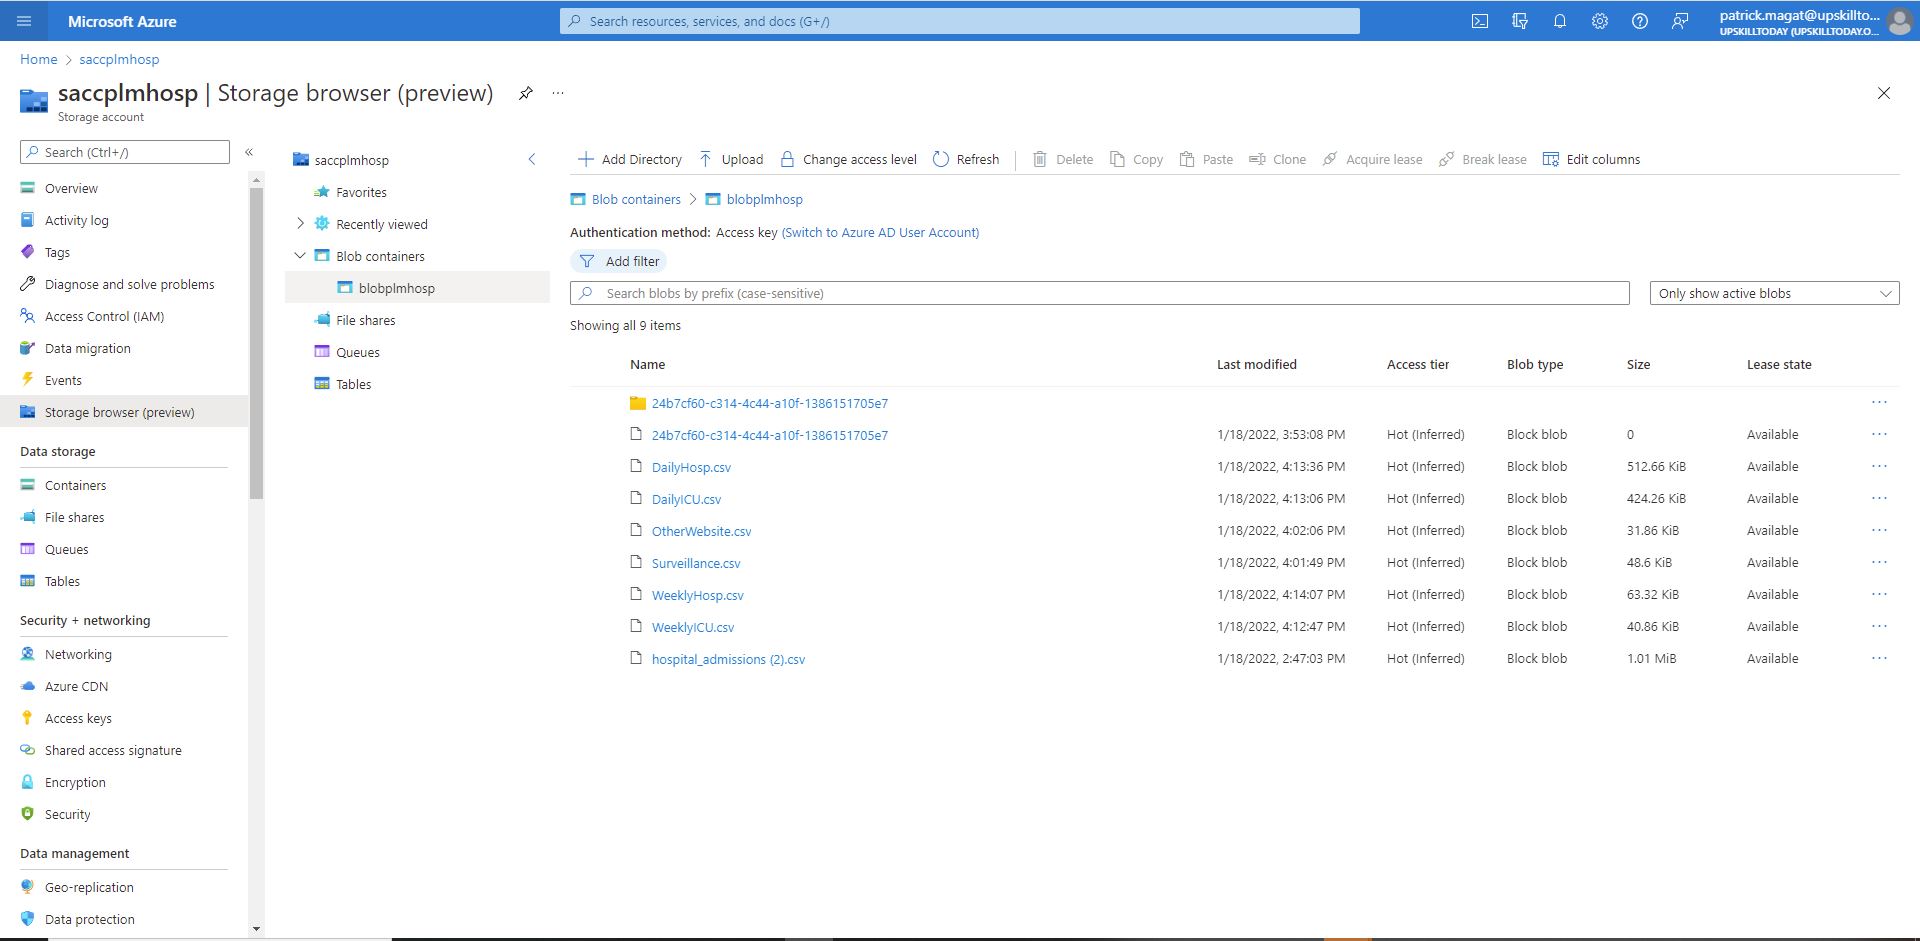 Microsoft Azure
Search resources, services, and docs (G+/)
patrick.magat@upskillto...
UPSKILLTODAY (UPSKILLTODAY.O...
Home > saccplmhosp
saccplmhosp | Storage browser (preview) ...
Storage account
Search (Ctrl+/) «
Overview
Activity log
Tags
Diagnose and solve problems
Access Control (IAM)
Data migration
Events
Storage browser (preview)
Data storage
Containers
File shares
Queues
Tables
Security + networking
Networking
Azure CDN
Access keys
Shared access signature
Encryption
Security
Data management
Geo-replication
Data protection
saccplmhosp
Favorites
Recently viewed
Blob containers
blobplmhosp
File shares
Queues
Tables
Add Directory Upload Change access level Refresh Delete Copy Paste Clone Acquire lease Break lease Edit columns
Blob containers > blobplmhosp
Authentication method: Access key (Switch to Azure AD User Account)
Add filter
Search blobs by prefix (case-sensitive) Only show active blobs
Showing all 9 items
Name Last modified Access tier Blob type Size Lease state
24b7cf60-c314-4c44-a10f-1386151705e7 ...
24b7cf60-c314-4c44-a10f-1386151705e7 1/18/2022, 3:53:08 PM Hot (Inferred) Block blob 0 Available ...
DailyHosp.csv 1/18/2022, 4:13:36 PM Hot (Inferred) Block blob 512.66 KiB Available ...
DailyICU.csv 1/18/2022, 4:13:06 PM Hot (Inferred) Block blob 424.26 KiB Available ...
OtherWebsite.csv 1/18/2022, 4:02:06 PM Hot (Inferred) Block blob 31.86 KiB Available ...
Surveillance.csv 1/18/2022, 4:01:49 PM Hot (Inferred) Block blob 48.6 KiB Available ...
WeeklyHosp.csv 1/18/2022, 4:14:07 PM Hot (Inferred) Block blob 63.32 KiB Available ...
WeeklyICU.csv 1/18/2022, 4:12:47 PM Hot (Inferred) Block blob 40.86 KiB Available ...
hospital_admissions (2).csv 1/18/2022, 2:47:03 PM Hot (Inferred) Block blob 1.01 MiB Available ...